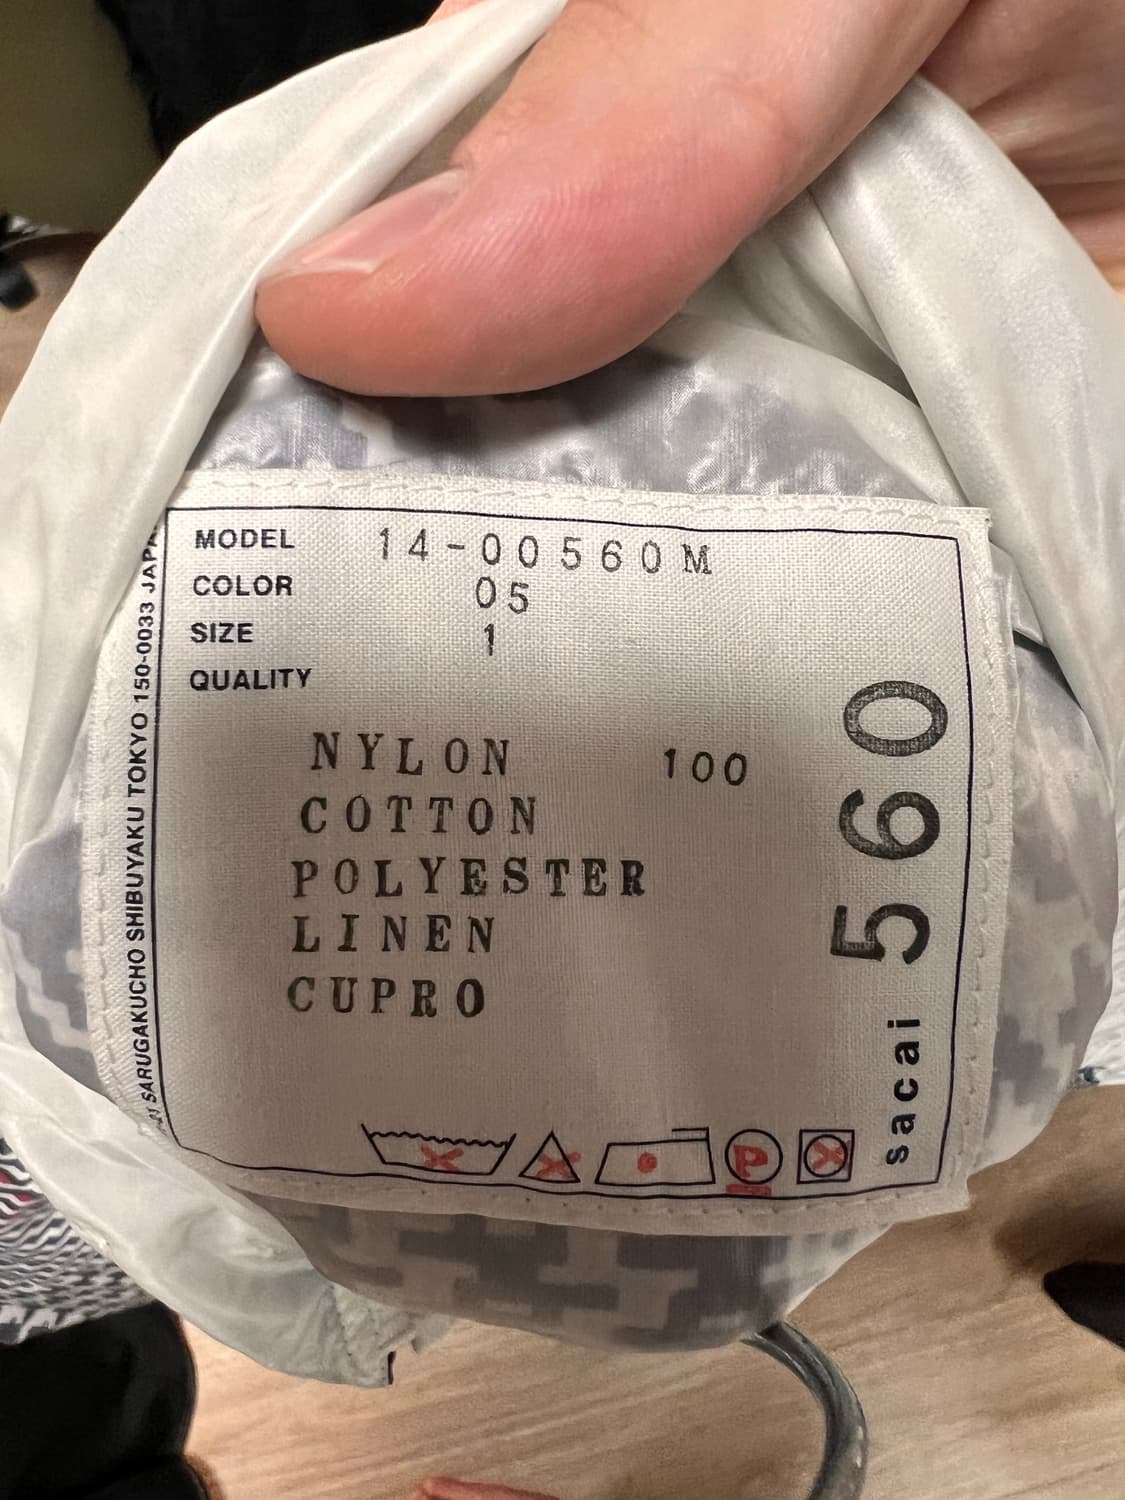 MODEL 14-00560M
COLOR 05
SIZE 1
QUALITY
NYLON 100
COTTON
POLYESTER
LINEN
CUPRO
P
sacai 560
SARUGAKUCHO SHIBUYAKU TOKYO 150-0033